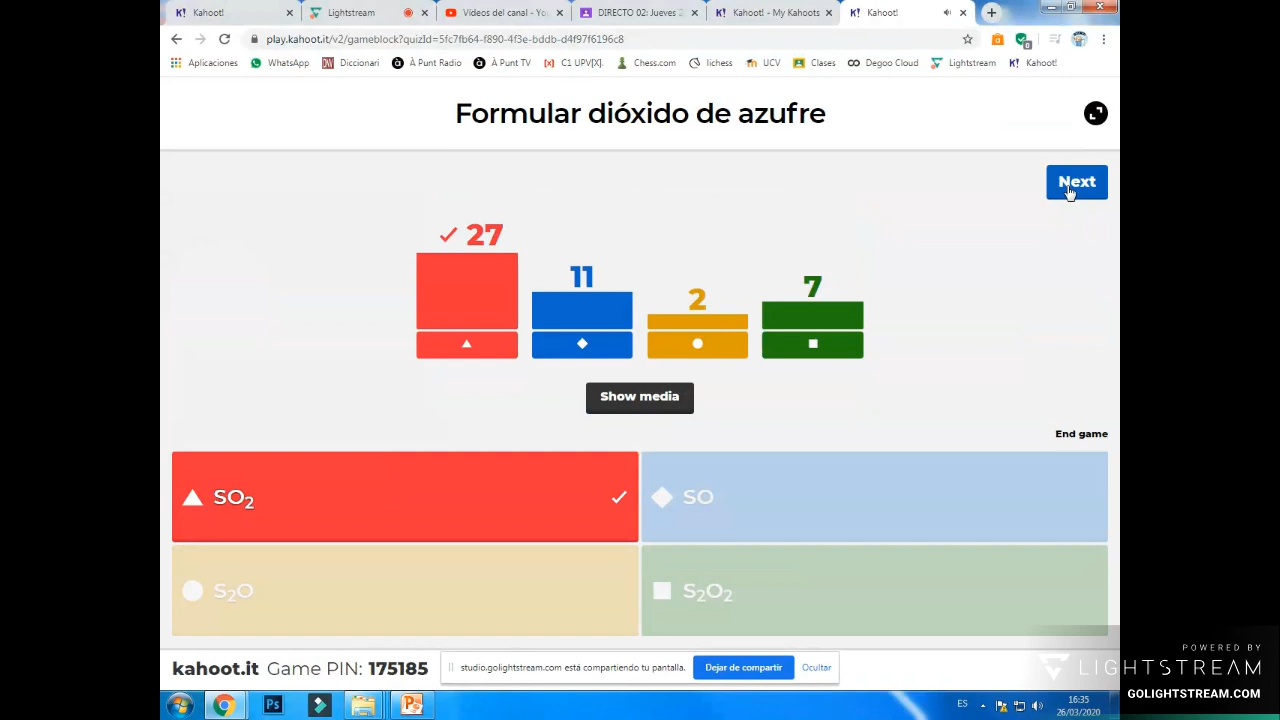 Kahoot!
Lightstream
Vídeos del canal - Yo
DIRECTO 02: Jueves 2
Kahoot! - My Kahoots
Kahoot!
play.kahoot.it/v2/gameblock?quizId=5fc7fb64-f890-4f3e-bddb-d4f97f6196c8
Aplicaciones
WhatsApp
Diccionari
À Punt Radio
À Punt TV
C1 UPV[X].
Chess.com
lichess
UCV
Clases
Degoo Cloud
Lightstream
Kahoot!
Formular dióxido de azufre
Next
27
11
2
7
Show media
End game
SO₂
SO
S₂O
S₂O₂
kahoot.it Game PIN: 175185
studio.golightstream.com está compartiendo tu pantalla.
Dejar de compartir
Ocultar
POWERED BY
LIGHTSTREAM
GOLIGHTSTREAM.COM
Ps
ES
16:35
26/03/2020